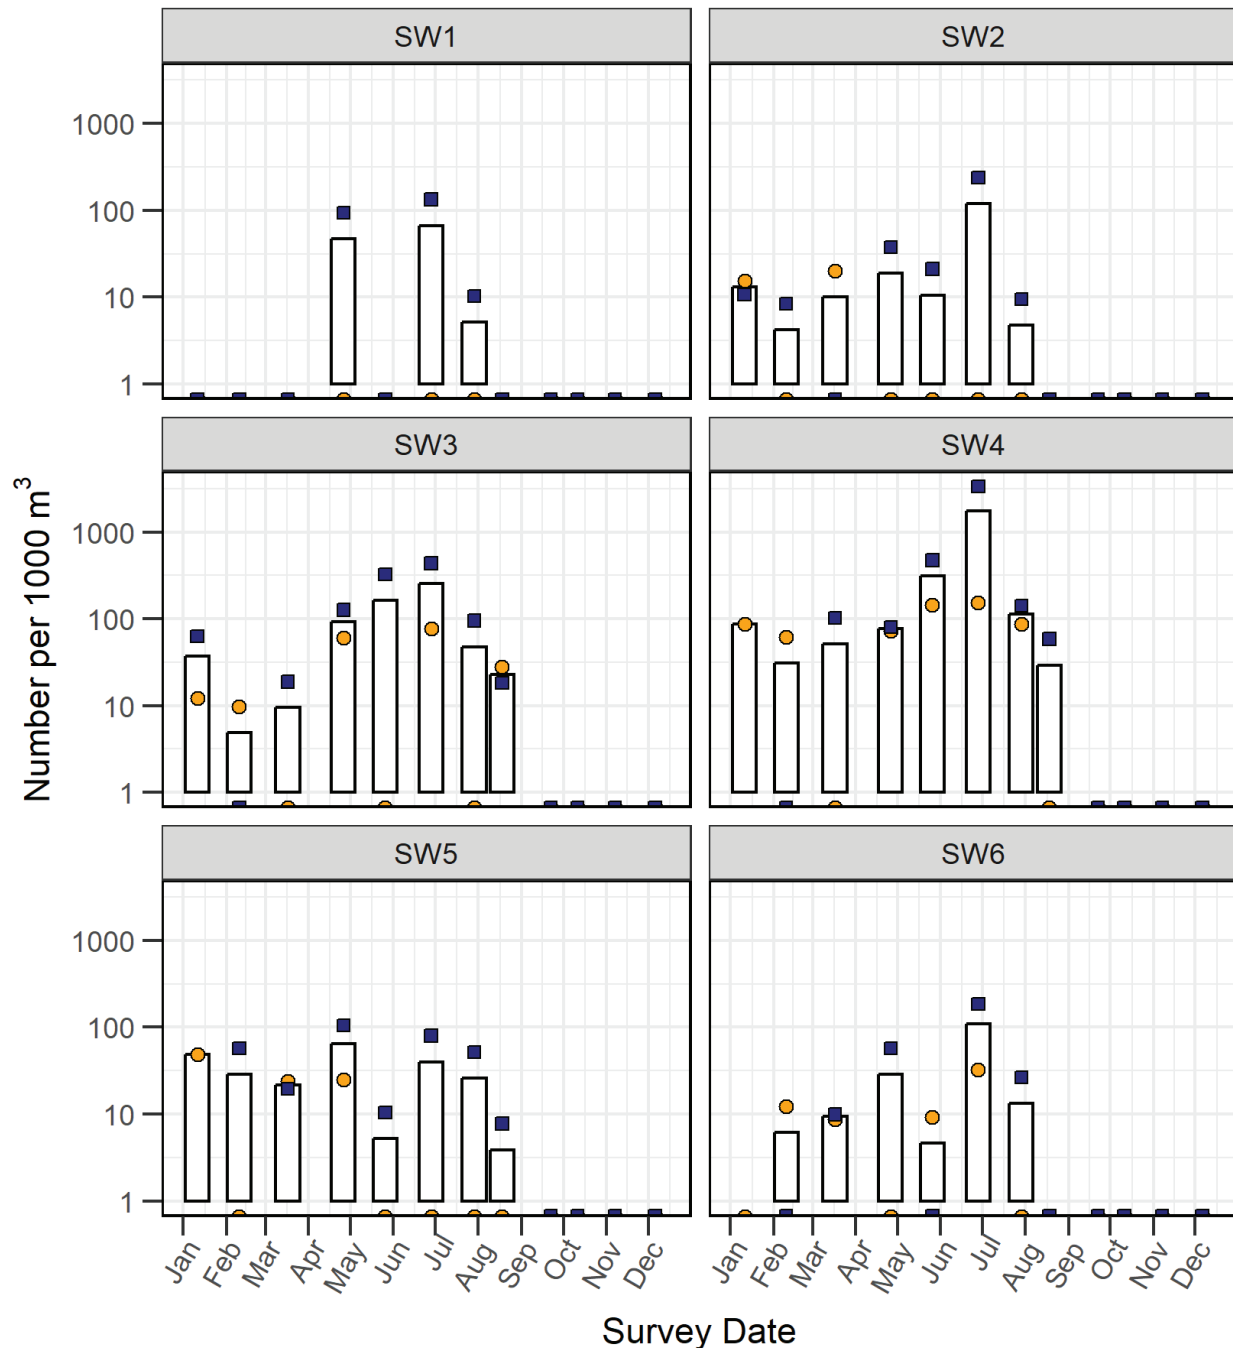 SW1
SW2
1000
100
10
1
SW3
SW4
1000
100
10
1
Number per 1000 m³
SW5
SW6
1000
100
10
1
Jan Feb Mar Apr May Jun Jul Aug Sep Oct Nov Dec
Jan Feb Mar Apr May Jun Jul Aug Sep Oct Nov Dec
Survey Date